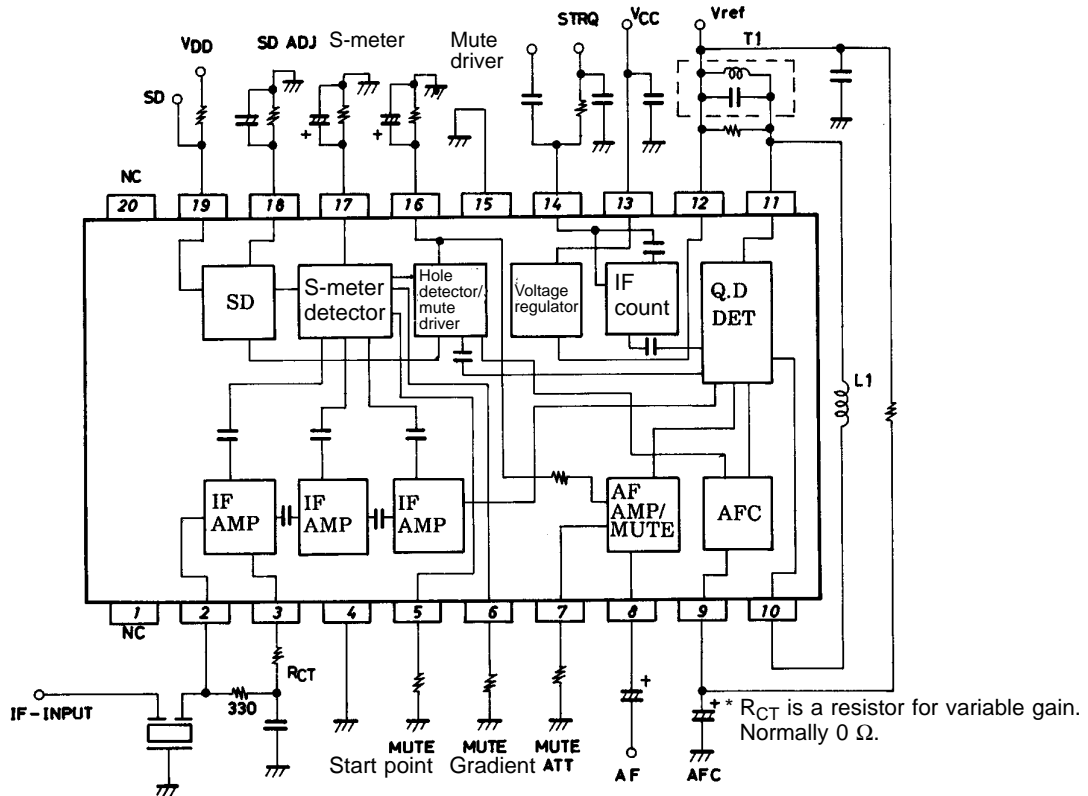 STRQ
VCC
Vref
T1
VDD
SD ADJ
S-meter
Mute
driver
SD
NC
20
19
18
17
16
15
14
13
12
11
SD
S-meter
detector
Hole
detector/
mute
driver
Voltage
regulator
IF
count
Q.D
DET
L1
IF
AMP
IF
AMP
IF
AMP
AF
AMP/
MUTE
AFC
1
2
3
4
5
6
7
8
9
10
NC
RCT
330
IF-INPUT
+
+
+
+
MUTE
Start point
MUTE
Gradient
MUTE
ATT
AF
AFC
* RCT is a resistor for variable gain.
Normally 0 Ω.